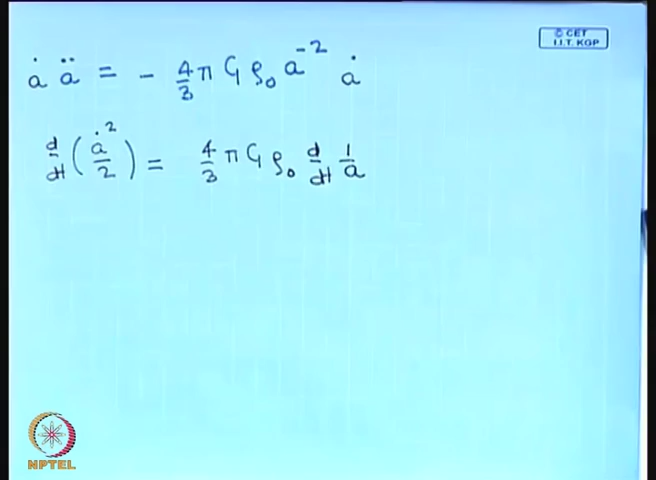 © CET
I.I.T. KGP
ȧ ä = - 4/3 π G ρ₀ a⁻² ȧ
d/dt ( ȧ²/2 ) = 4/3 π G ρ₀ d/dt 1/a
NPTEL